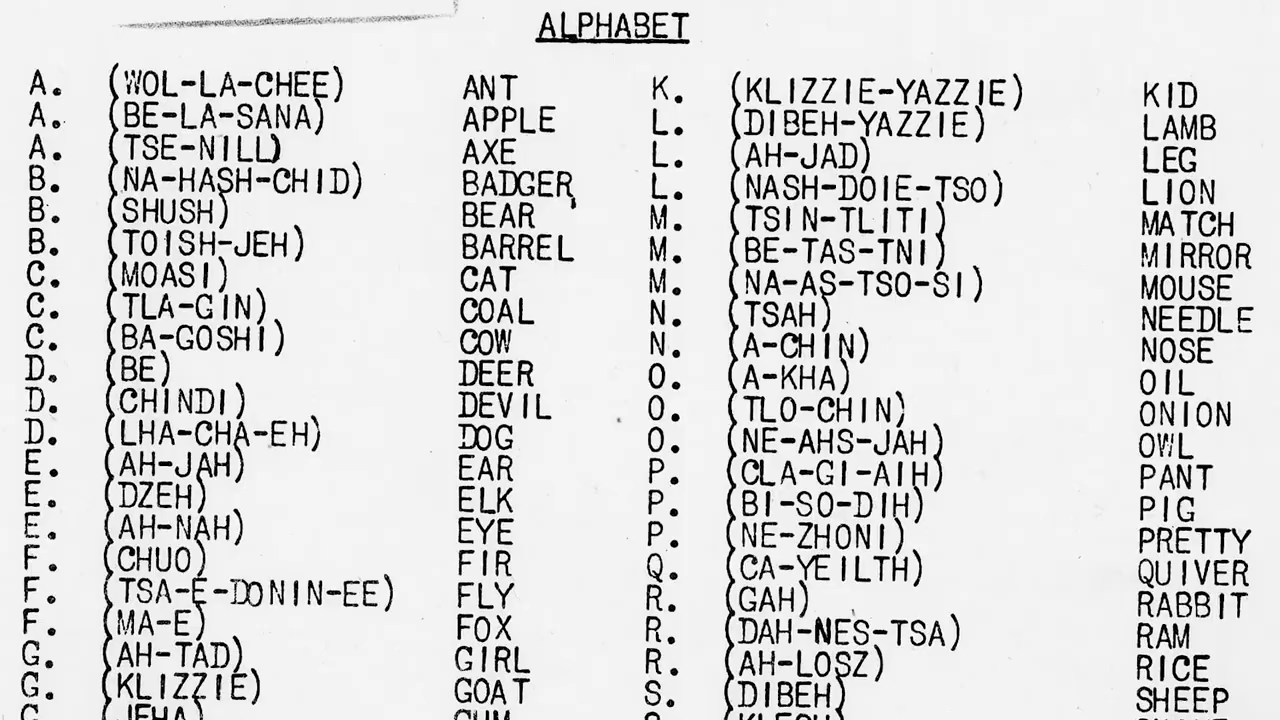 ALPHABET
A. (WOL-LA-CHEE) ANT K. (KLIZZIE-YAZZIE) KID
A. (BE-LA-SANA) APPLE L. (DIBEH-YAZZIE) LAMB
A. (TSE-NILL) AXE L. (AH-JAD) LEG
B. (NA-HASH-CHID) BADGER L. (NASH-DOIE-TSO) LION
B. (SHUSH) BEAR M. (TSIN-TLITI) MATCH
B. (TOISH-JEH) BARREL M. (BE-TAS-TNI) MIRROR
C. (MOASI) CAT M. (NA-AS-TSO-SI) MOUSE
C. (TLA-GIN) COAL N. (TSAH) NEEDLE
C. (BA-GOSHI) COW N. (A-CHIN) NOSE
D. (BE) DEER O. (A-KHA) OIL
D. (CHINDI) DEVIL O. (TLO-CHIN) ONION
D. (LHA-CHA-EH) DOG O. (NE-AHS-JAH) OWL
E. (AH-JAH) EAR P. (CLA-GI-AIH) PANT
E. (DZEH) ELK P. (BI-SO-DIH) PIG
E. (AH-NAH) EYE P. (NE-ZHONI) PRETTY
F. (CHUO) FIR Q. (CA-YEILTH) QUIVER
F. (TSA-E-DONIN-EE) FLY R. (GAH) RABBIT
F. (MA-E) FOX R. (DAH-NES-TSA) RAM
G. (AH-TAD) GIRL R. (AH-LOSZ) RICE
G. (KLIZZIE) GOAT S. (DIBEH) SHEEP
G. (JEHA) GUM S. (KLESH)